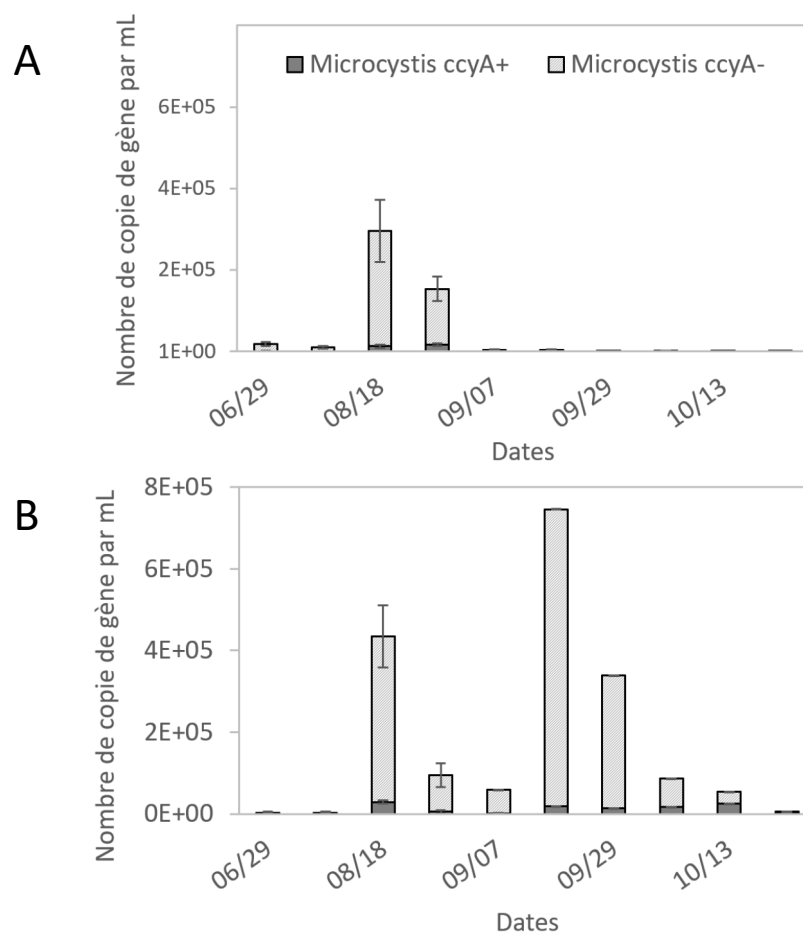 A
Nombre de copie de gène par mL
Microcystis ccyA+ Microcystis ccyA-
6E+05
4E+05
2E+05
1E+00
06/29 08/18 09/07 09/29 10/13
Dates
B
Nombre de copie de gène par mL
8E+05
6E+05
4E+05
2E+05
0E+00
06/29 08/18 09/07 09/29 10/13
Dates